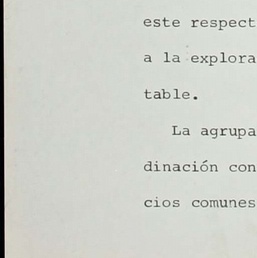 este respect
a la explora
table.
La agrupa
dinación con
cios comunes